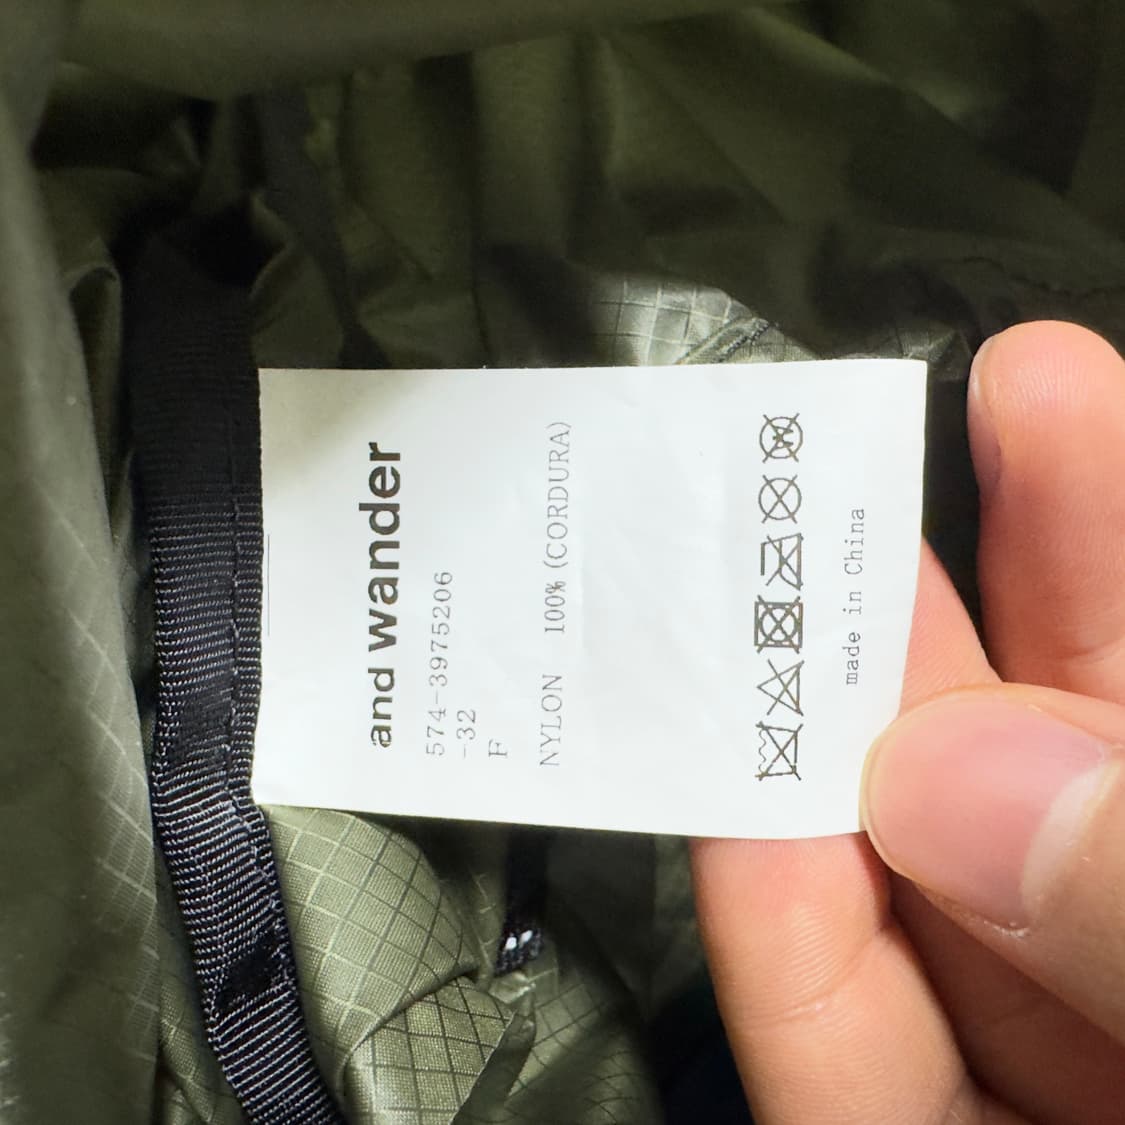 and wander
574-3975206
-32
F
NYLON 100% (CORDURA)
W
made in China